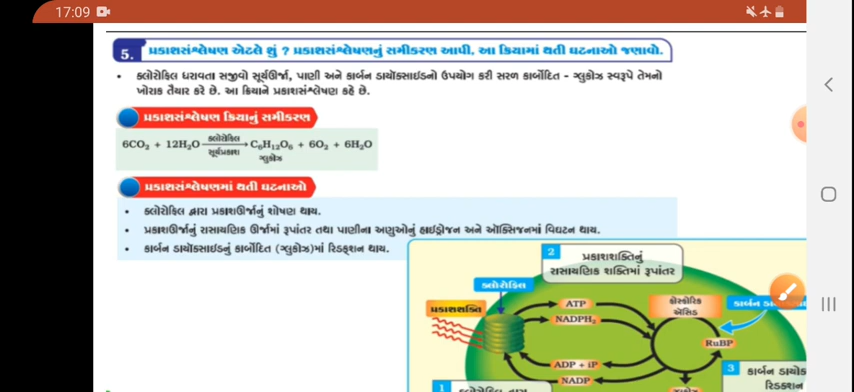 17:09
5. પ્રકાશસંશ્લેષણ એટલે શું ? પ્રકાશસંશ્લેષણનું સમીકરણ આપી, આ ક્રિયામાં થતી ઘટનાઓ જણાવો.
• ક્લોરોફિલ ધરાવતા સજીવો સૂર્યઊર્જા, પાણી અને કાર્બન ડાયૉક્સાઇડનો ઉપયોગ કરી સરળ કાર્બોદિત - ગ્લુકોઝ સ્વરૂપે તેમનો
ખોરાક તૈયાર કરે છે. આ ક્રિયાને પ્રકાશસંશ્લેષણ કહે છે.
પ્રકાશસંશ્લેષણ ક્રિયાનું સમીકરણ
ક્લોરોફિલ
6CO₂ + 12H₂O → C₆H₁₂O₆ + 6O₂ + 6H₂O
સૂર્યપ્રકાશ ગ્લુકોઝ
પ્રકાશસંશ્લેષણમાં થતી ઘટનાઓ
• ક્લોરોફિલ દ્વારા પ્રકાશઊર્જાનું શોષણ થાય.
• પ્રકાશઊર્જાનું રાસાયણિક ઊર્જામાં રૂપાંતર તથા પાણીના અણુઓનું હાઇડ્રોજન અને ઑક્સિજનમાં વિઘટન થાય.
• કાર્બન ડાયૉક્સાઇડનું કાર્બોદિત (ગ્લુકોઝ)માં રિડક્શન થાય.
2 પ્રકાશશક્તિનું
રાસાયણિક શક્તિમાં રૂપાંતર
ક્લોરોફિલ
પ્રકાશશક્તિ
ATP
NADPH₂
ફોસ્ફોરિક
ઍસિડ
કાર્બન
RuBP
ADP + iP
NADP
3 કાર્બન
રિડક્શન
1